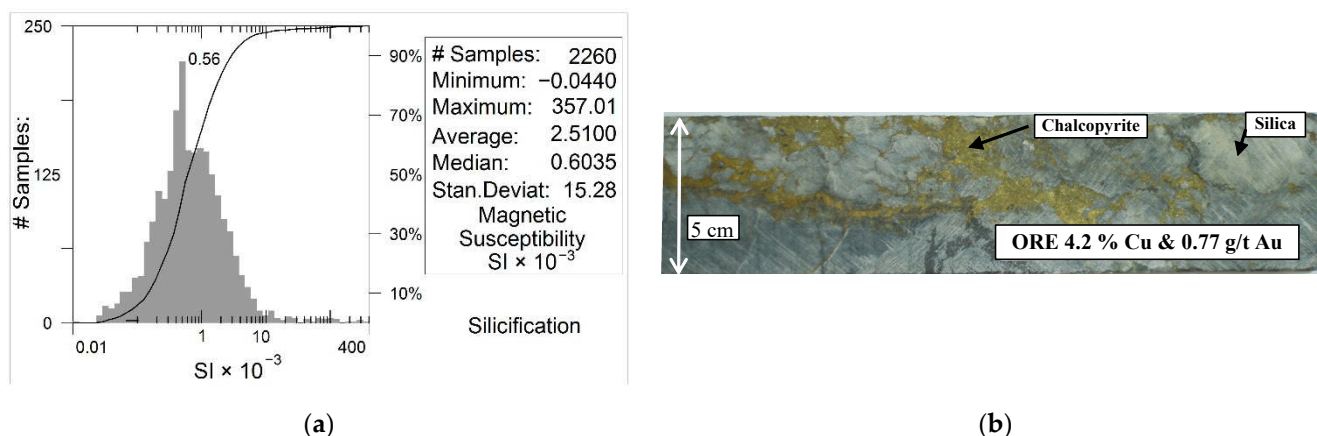 250
125
0
# Samples:
0.56
90%
70%
50%
30%
10%
0.01
1
10
400
SI × 10⁻³
# Samples: 2260
Minimum: −0.0440
Maximum: 357.01
Average: 2.5100
Median: 0.6035
Stan.Deviat: 15.28
Magnetic
Susceptibility
SI × 10⁻³
Silicification
(a)
Chalcopyrite
Silica
5 cm
ORE 4.2 % Cu & 0.77 g/t Au
(b)